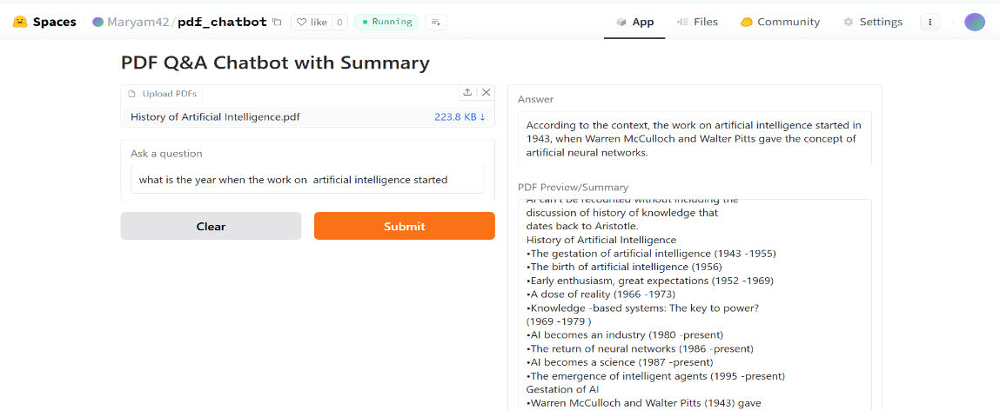 Spaces Maryam42/pdf_chatbot like 0 Running App Files Community Settings
PDF Q&A Chatbot with Summary
Upload PDFs
History of Artificial Intelligence.pdf 223.8 KB ↓
Ask a question
what is the year when the work on  artificial intelligence started
Clear Submit
Answer
According to the context, the work on artificial intelligence started in
1943, when Warren McCulloch and Walter Pitts gave the concept of
artificial neural networks.
PDF Preview/Summary
AI can't be recounted without including the
discussion of history of knowledge that
dates back to Aristotle.
History of Artificial Intelligence
•The gestation of artificial intelligence (1943 -1955)
•The birth of artificial intelligence (1956)
•Early enthusiasm, great expectations (1952 -1969)
•A dose of reality (1966 -1973)
•Knowledge -based systems: The key to power?
(1969 -1979 )
•AI becomes an industry (1980 -present)
•The return of neural networks (1986 -present)
•AI becomes a science (1987 -present)
•The emergence of intelligent agents (1995 -present)
Gestation of AI
•Warren McCulloch and Walter Pitts (1943) gave